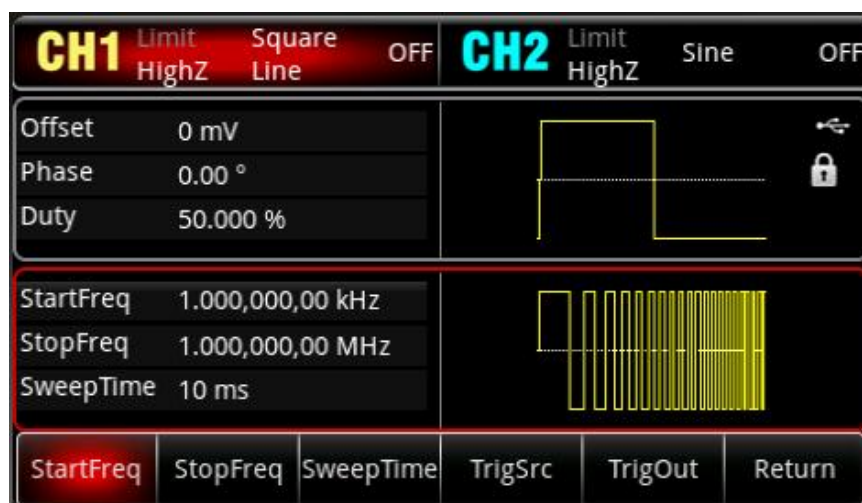 CH1 Limit Square OFF CH2 Limit Sine OFF
HighZ Line HighZ
Offset 0 mV
Phase 0.00 °
Duty 50.000 %
StartFreq 1.000,000,00 kHz
StopFreq 1.000,000,00 MHz
SweepTime 10 ms
StartFreq StopFreq SweepTime TrigSrc TrigOut Return